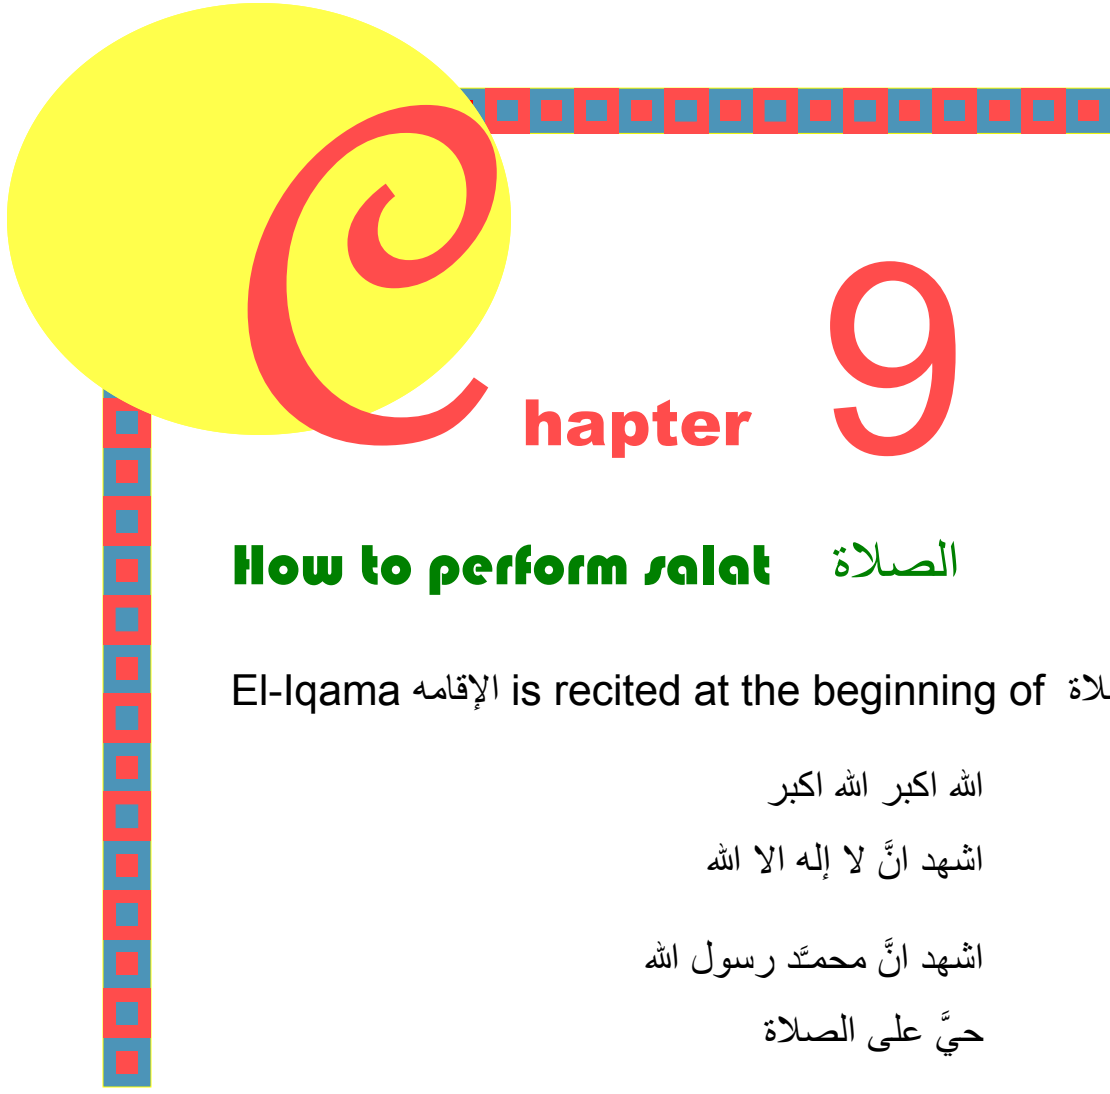 Chapter 9
How to perform salat الصلاة
El-Iqama الإقامه is recited at the beginning of
الله اكبر الله اكبر
اشهد انَّ لا إله الا الله
اشهد انَّ محمَّد رسول الله
حيَّ على الصلاة